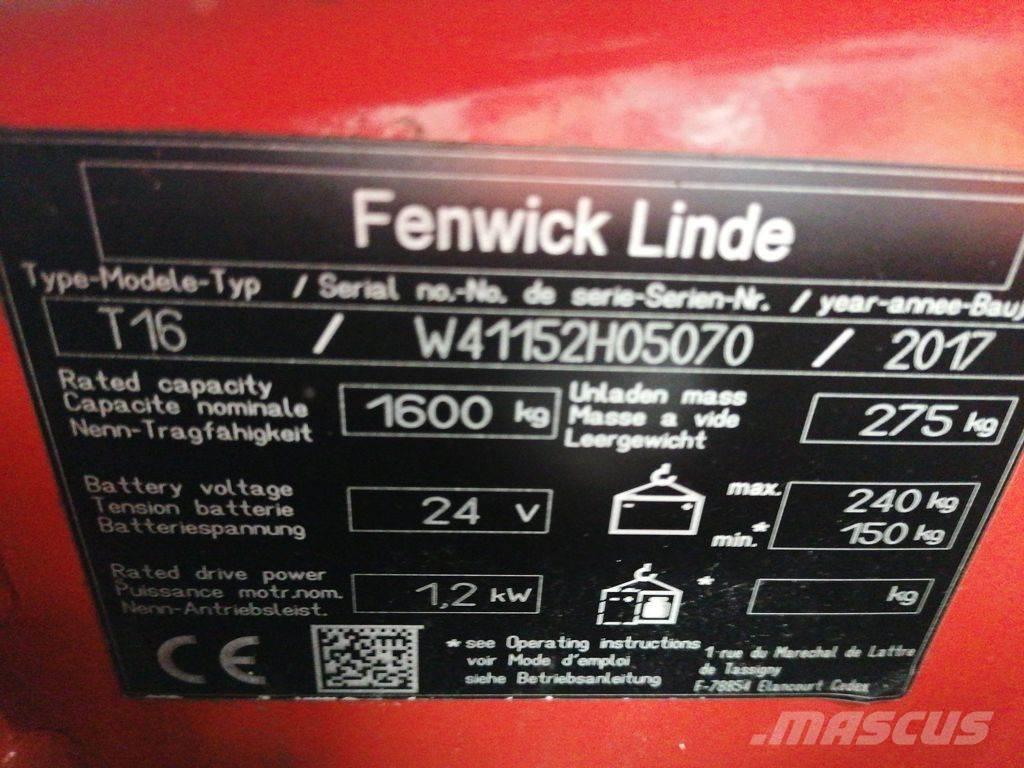 Fenwick Linde
Type-Modele-Typ / Serial no.-No. de serie-Serien-Nr. / year-annee-Bauj
T16 / W41152H05070 / 2017
Rated capacity
Capacite nominale
Nenn-Tragfähigkeit
1600 kg
Unladen mass
Masse a vide
Leergewicht
275 kg
Battery voltage
Tension batterie
Batteriespannung
24 V
max. 240 kg
min.* 150 kg
Rated drive power
Puissance motr.nom.
Nenn-Antriebsleist.
1,2 kW
* kg
CE
* see Operating instructions
voir Mode d'emploi
siehe Betriebsanleitung
1 rue du Marechal de Lattre
de Tassigny
F-78854 Elancourt Cedex
MASCUS